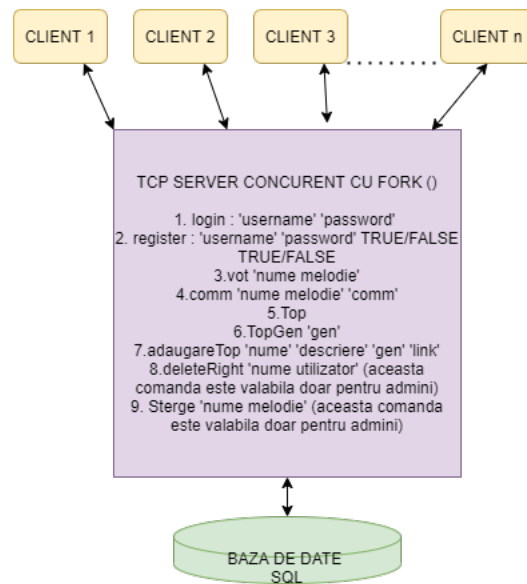 CLIENT 1
CLIENT 2
CLIENT 3
CLIENT n
TCP SERVER CONCURENT CU FORK ()
1. login : 'username' 'password'
2. register : 'username' 'password' TRUE/FALSE
TRUE/FALSE
3.vot 'nume melodie'
4.comm 'nume melodie' 'comm'
5.Top
6.TopGen 'gen'
7.adaugareTop 'nume' 'descriere' 'gen' 'link'
8.deleteRight 'nume utilizator' (aceasta
comanda este valabila doar pentru admini)
9. Sterge 'nume melodie' (aceasta comanda
este valabila doar pentru admini)
BAZA DE DATE
SQL